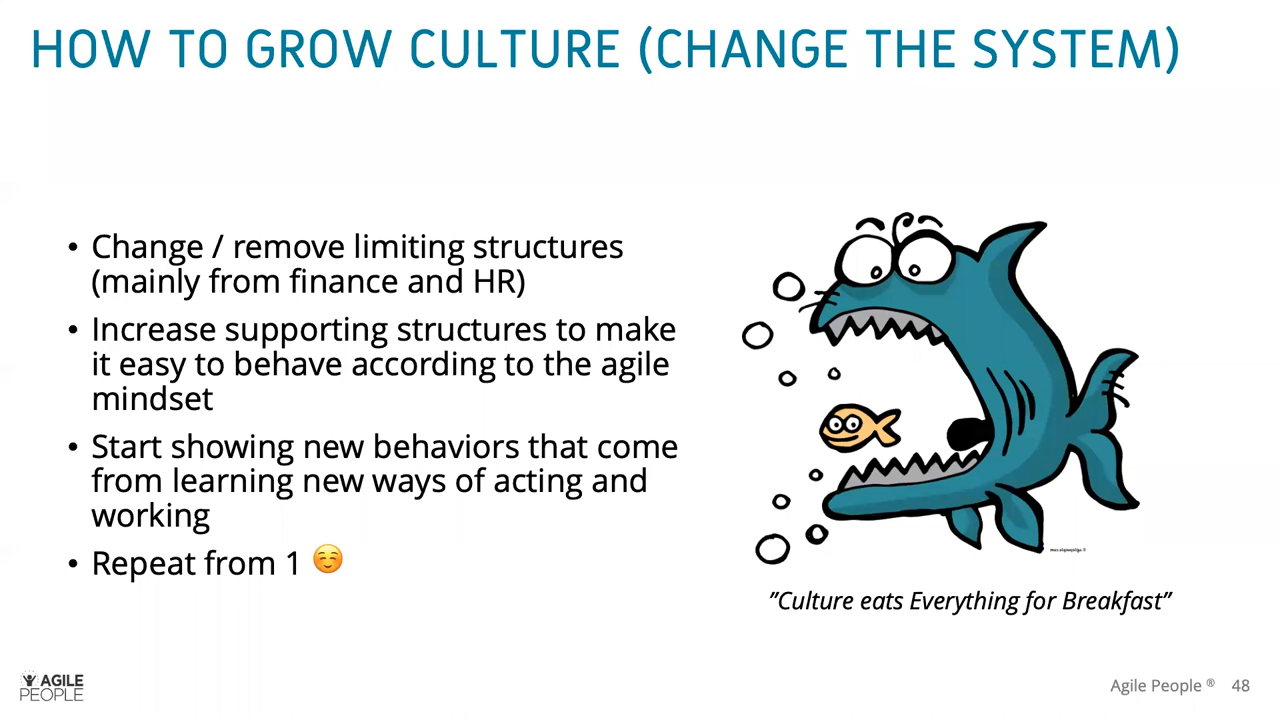 HOW TO GROW CULTURE (CHANGE THE SYSTEM)
• Change / remove limiting structures
(mainly from finance and HR)
• Increase supporting structures to make
it easy to behave according to the agile
mindset
• Start showing new behaviors that come
from learning new ways of acting and
working
• Repeat from 1 ☺️
”Culture eats Everything for Breakfast”
AGILE
PEOPLE
Agile People ® 48